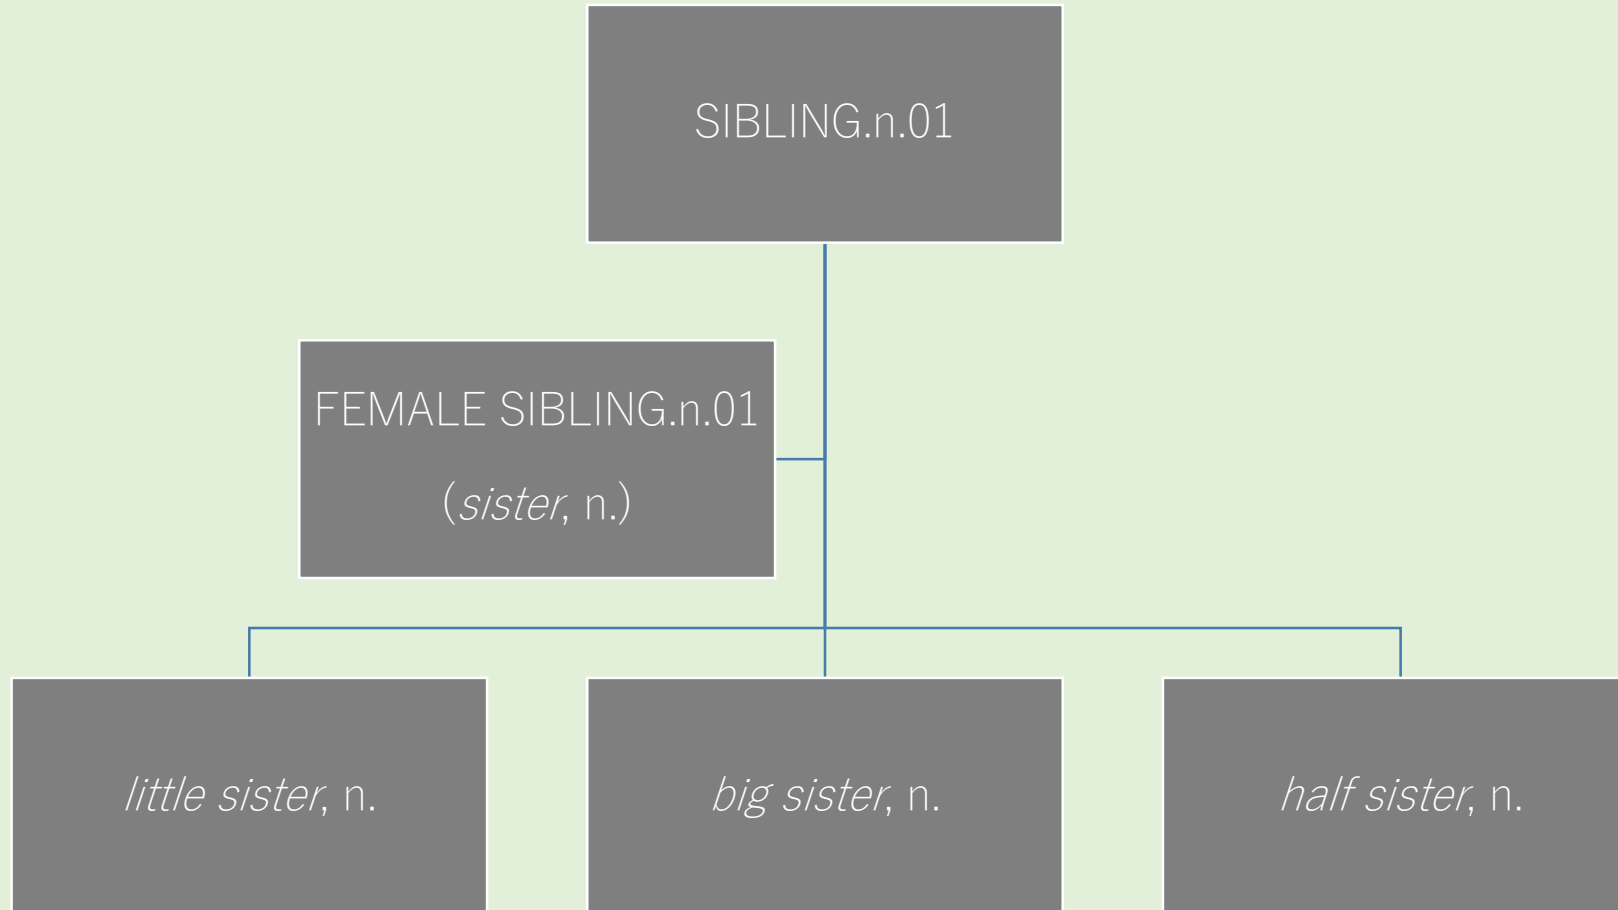 SIBLING.n.01
FEMALE SIBLING.n.01
(sister, n.)
little sister, n.
big sister, n.
half sister, n.